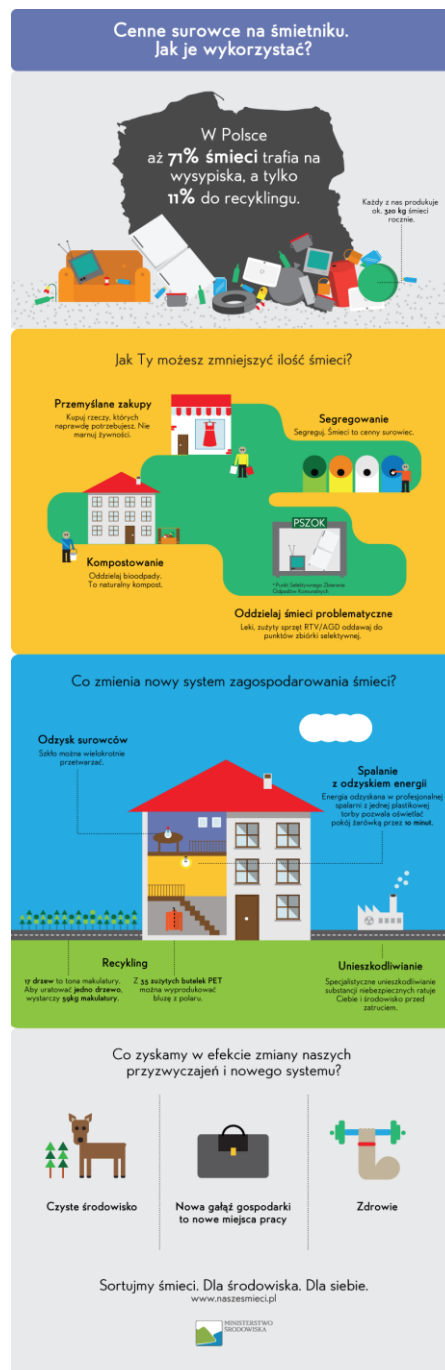 Cenne surowce na śmietniku.
Jak je wykorzystać?
W Polsce
aż 71% śmieci trafia na
wysypiska, a tylko
11% do recyklingu.
Każdy z nas produkuje
ok. 320 kg śmieci
rocznie.
Jak Ty możesz zmniejszyć ilość śmieci?
Przemyślane zakupy
Kupuj rzeczy, których
naprawdę potrzebujesz. Nie
marnuj żywności.
Segregowanie
Segreguj. Śmieci to cenny surowiec.
Kompostowanie
Oddzielaj bioodpady.
To naturalny kompost.
PSZOK
*Punkt Selektywnego Zbierania
Odpadów Komunalnych.
Oddzielaj śmieci problematyczne
Leki, zużyty sprzęt RTV/AGD oddawaj do
punktów zbiórki selektywnej.
Co zmienia nowy system zagospodarowania śmieci?
Odzysk surowców
Szkło można wielokrotnie
przetwarzać.
Spalanie
z odzyskiem energii
Energia odzyskana w profesjonalnej
spalarni z jednej plastikowej
torby pozwala oświetlać
pokój żarówką przez 10 minut.
Recykling
17 drzew to tona makulatury.
Aby uratować jedno drzewo,
wystarczy 59kg makulatury.
Z 35 zużytych butelek PET
można wyprodukować
bluzę z polaru.
Unieszkodliwianie
Specjalistyczne unieszkodliwianie
substancji niebezpiecznych ratuje
Ciebie i środowisko przed
zatruciem.
Co zyskamy w efekcie zmiany naszych
przyzwyczajeń i nowego systemu?
Czyste środowisko
Nowa gałąź gospodarki
to nowe miejsca pracy
Zdrowie
Sortujmy śmieci. Dla środowiska. Dla siebie.
www.naszesmieci.pl
MINISTERSTWO
ŚRODOWISKA